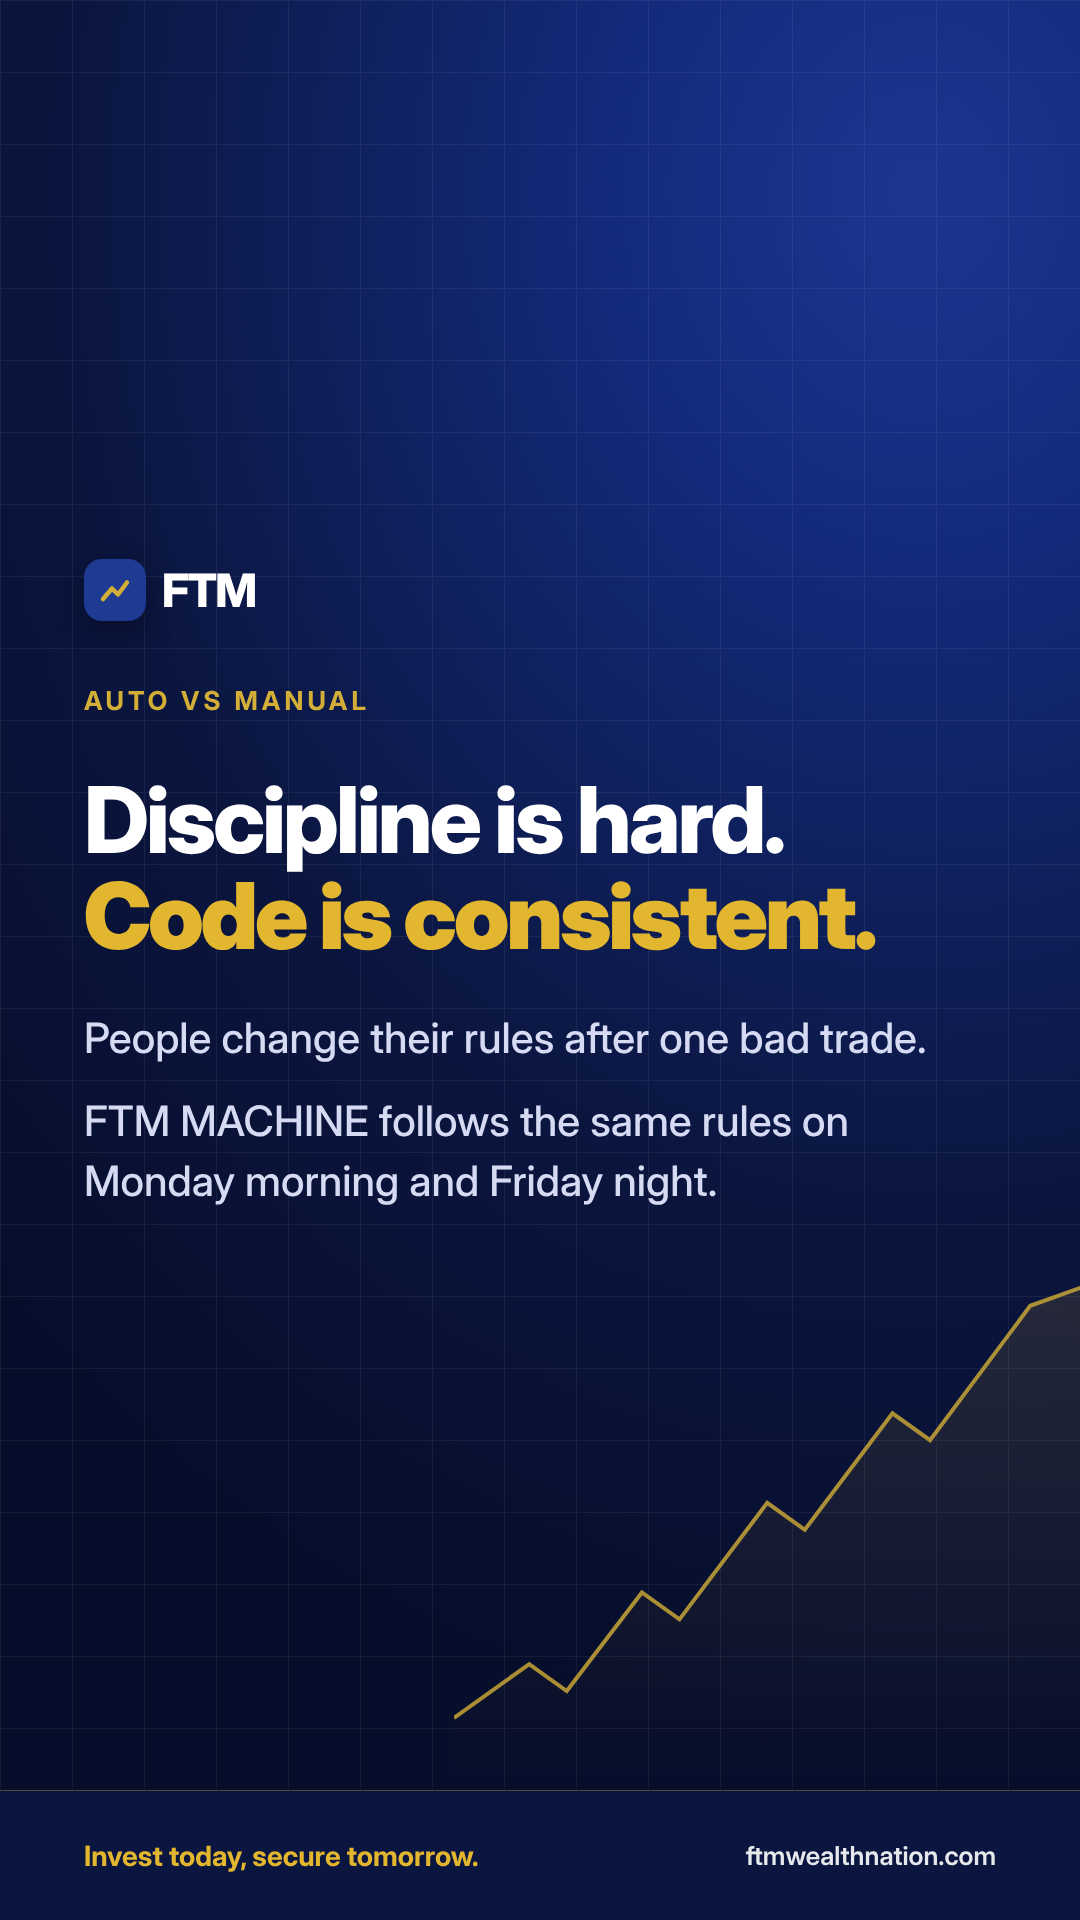 FTM
AUTO VS MANUAL
Discipline is hard.
Code is consistent.
People change their rules after one bad trade.
FTM MACHINE follows the same rules on
Monday morning and Friday night.
Invest today, secure tomorrow.
ftmwealthnation.com